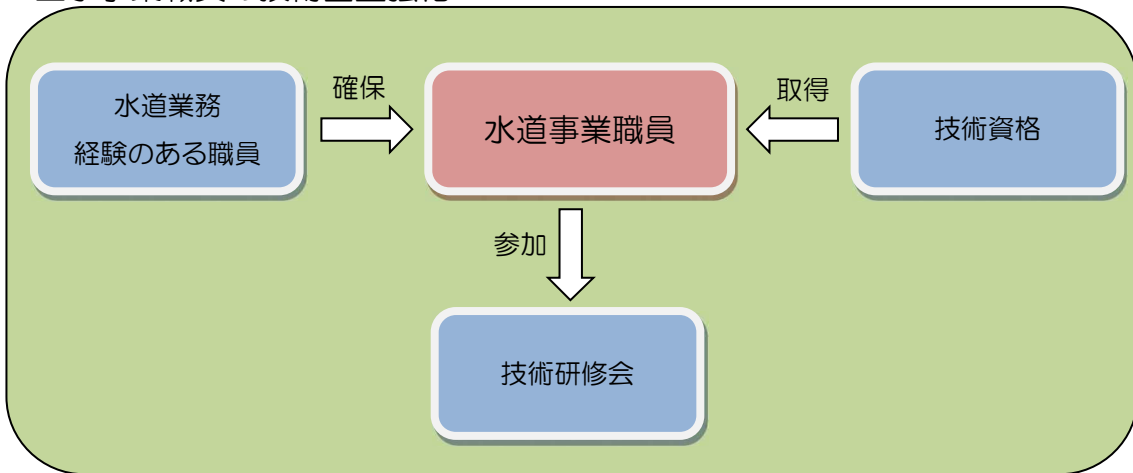 確保
取得
水道業務
経験のある職員
水道事業職員
技術資格
参加
技術研修会